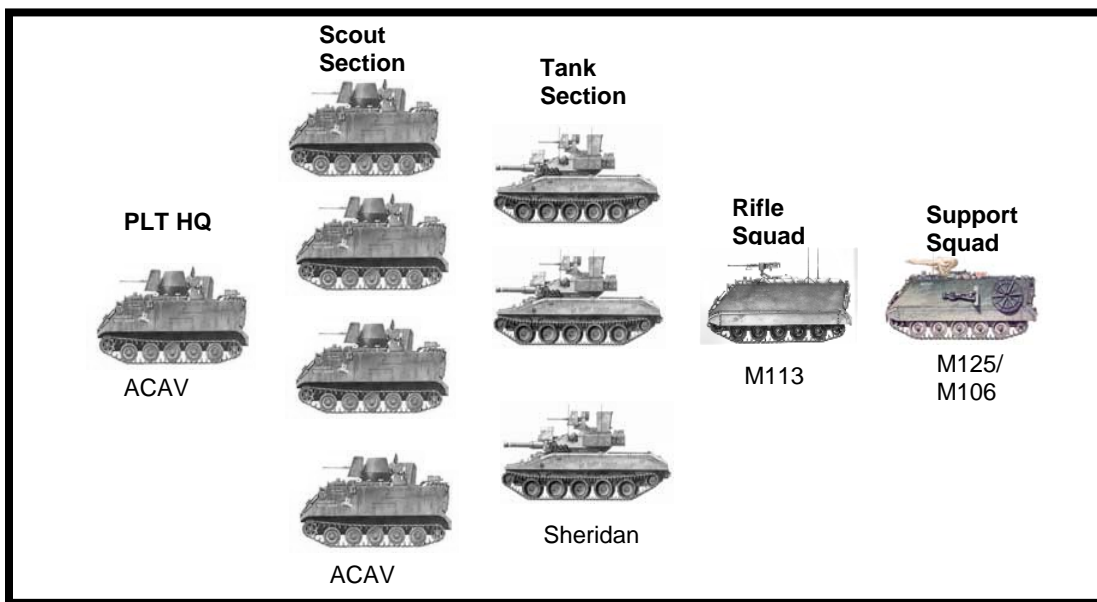 Scout
Section
Tank
Section
PLT HQ
Rifle
Squad
Support
Squad
ACAV
M113
M125/
M106
Sheridan
ACAV